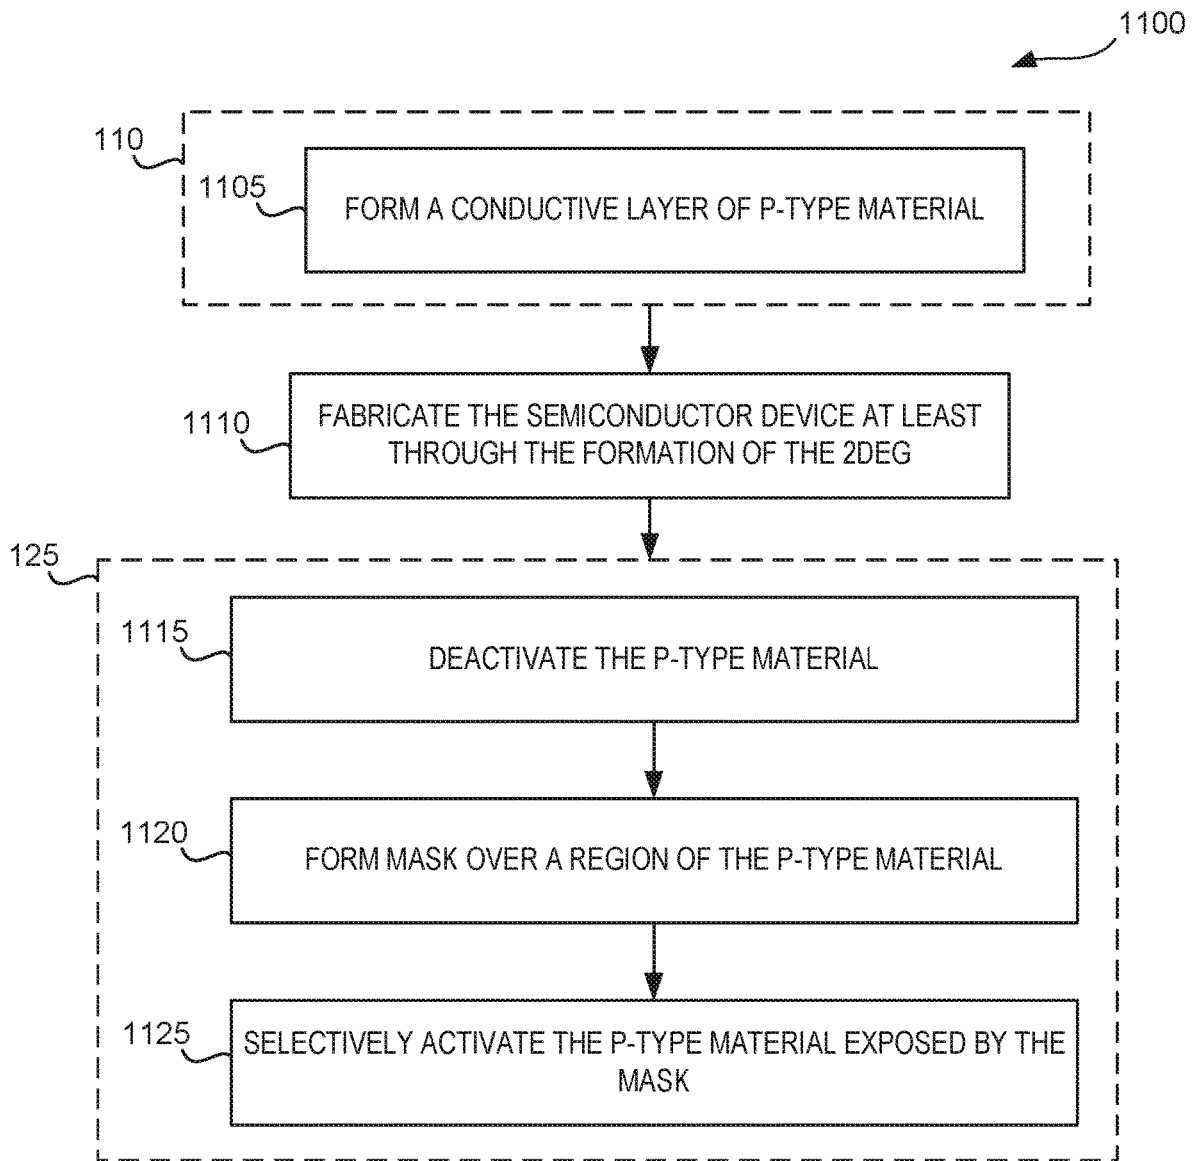 1100
110
1105
FORM A CONDUCTIVE LAYER OF P-TYPE MATERIAL
1110
FABRICATE THE SEMICONDUCTOR DEVICE AT LEAST
THROUGH THE FORMATION OF THE 2DEG
125
1115
DEACTIVATE THE P-TYPE MATERIAL
1120
FORM MASK OVER A REGION OF THE P-TYPE MATERIAL
1125
SELECTIVELY ACTIVATE THE P-TYPE MATERIAL EXPOSED BY THE
MASK